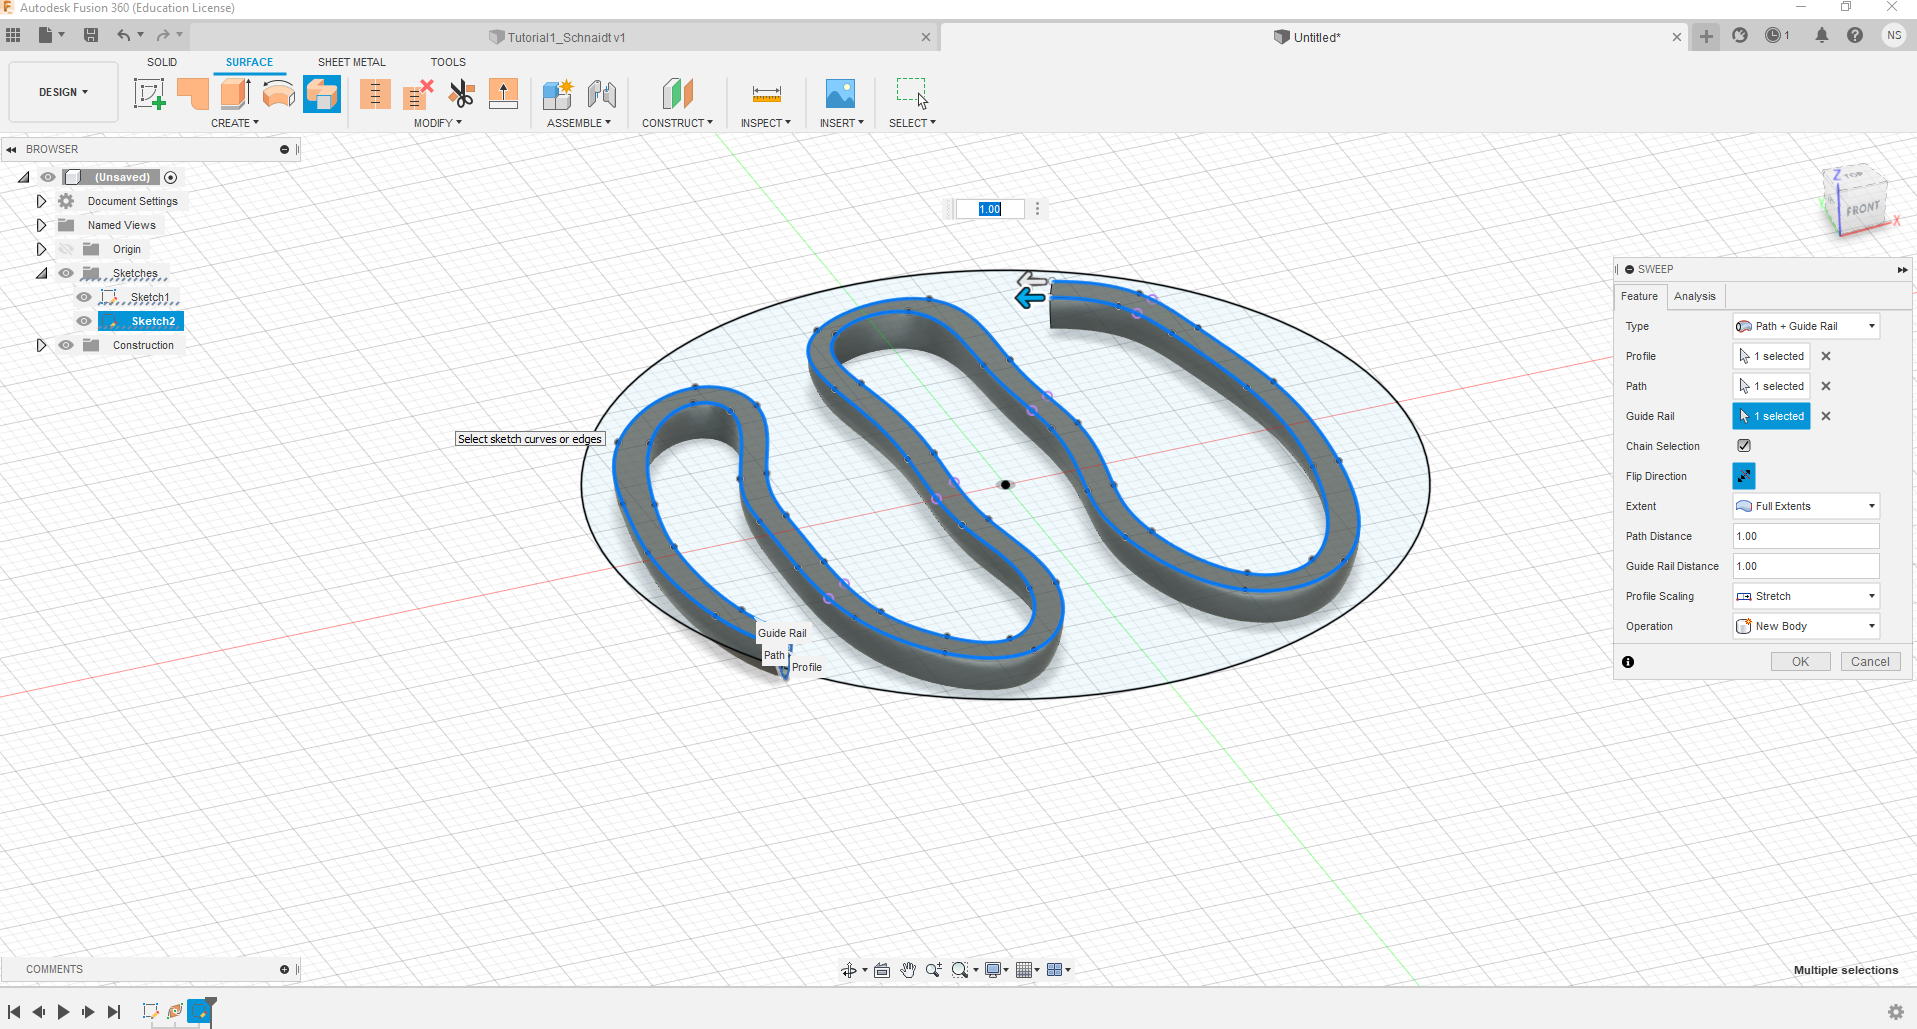 Autodesk Fusion 360 (Education License)
Tutorial1_Schnaidt v1
Untitled*
1
NS
DESIGN
SOLID
SURFACE
SHEET METAL
TOOLS
CREATE
MODIFY
ASSEMBLE
CONSTRUCT
INSPECT
INSERT
SELECT
BROWSER
(Unsaved)
Document Settings
Named Views
Origin
Sketches
Sketch1
Sketch2
Construction
1.00
Z
TOP
FRONT
X
Select sketch curves or edges
Guide Rail
Path
Profile
SWEEP
Feature
Analysis
Type
Path + Guide Rail
Profile
1 selected
Path
1 selected
Guide Rail
1 selected
Chain Selection
Flip Direction
Extent
Full Extents
Path Distance
1.00
Guide Rail Distance
1.00
Profile Scaling
Stretch
Operation
New Body
OK
Cancel
COMMENTS
Multiple selections